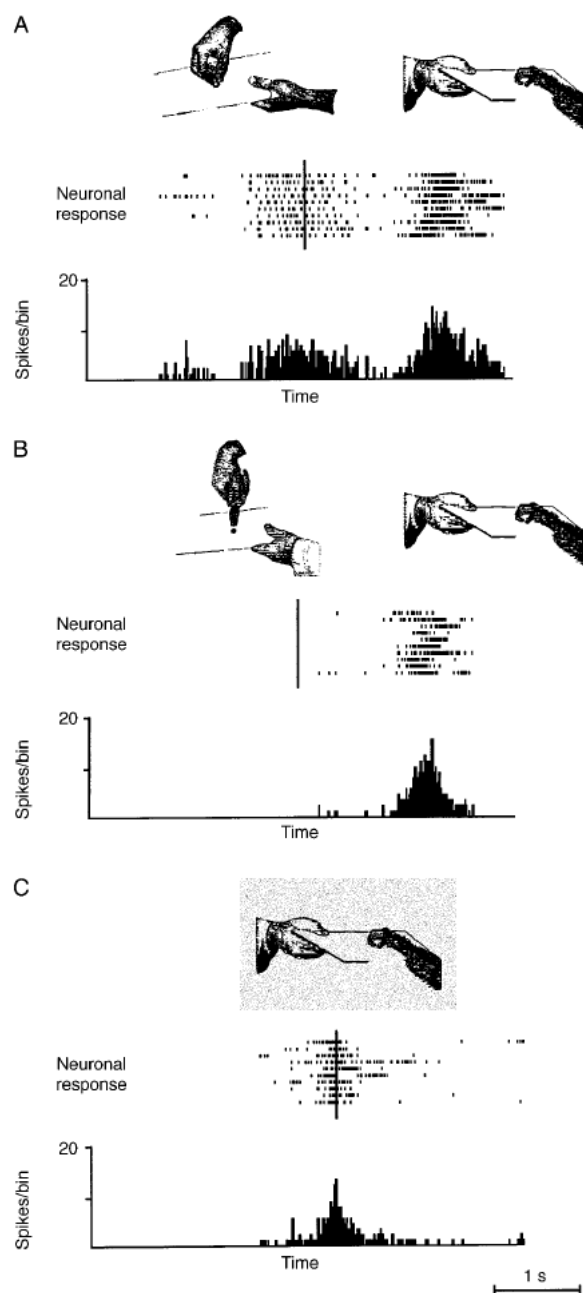 A
Neuronal
response
20
Spikes/bin
Time
B
Neuronal
response
20
Spikes/bin
Time
C
Neuronal
response
20
Spikes/bin
Time
1 s